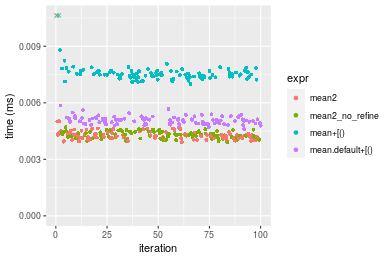 0.009
0.006
0.003
0.000
time (ms)
0
25
50
75
100
iteration
expr
mean2
mean2_no_refine
mean+[()
mean.default+[()